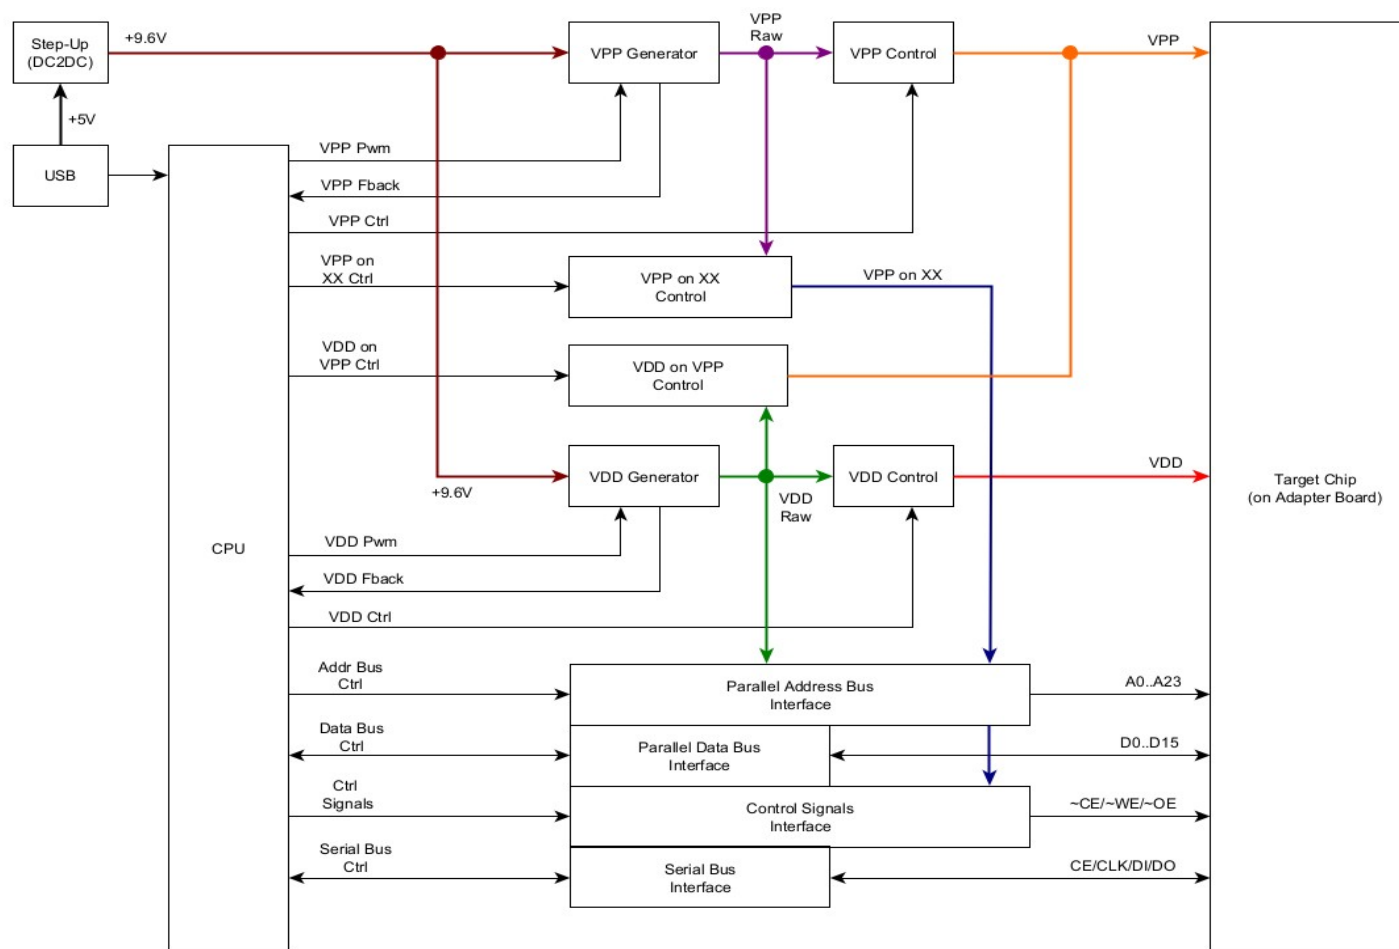 Step-Up
(DC2DC)
+9.6V
VPP Generator
VPP
Raw
VPP Control
VPP
+5V
USB
VPP Pwm
VPP Fback
VPP Ctrl
VPP on
XX Ctrl
VPP on XX
Control
VPP on XX
VDD on
VPP Ctrl
VDD on VPP
Control
+9.6V
VDD Generator
VDD
Raw
VDD Control
VDD
Target Chip
(on Adapter Board)
CPU
VDD Pwm
VDD Fback
VDD Ctrl
Addr Bus
Ctrl
Parallel Address Bus
Interface
A0..A23
Data Bus
Ctrl
Parallel Data Bus
Interface
D0..D15
Ctrl
Signals
Control Signals
Interface
~CE/~WE/~OE
Serial Bus
Ctrl
Serial Bus
Interface
CE/CLK/DI/DO